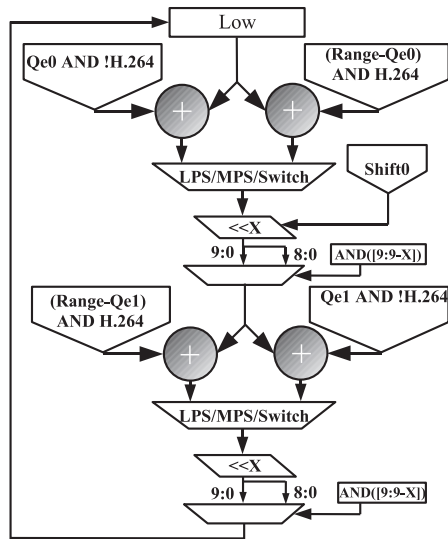 Low
Qe0 AND !H.264
(Range-Qe0)
AND H.264
+
+
LPS/MPS/Switch
Shift0
<<X
9:0
8:0
AND([9:9-X])
(Range-Qe1)
AND H.264
Qe1 AND !H.264
+
+
LPS/MPS/Switch
<<X
9:0
8:0
AND([9:9-X])